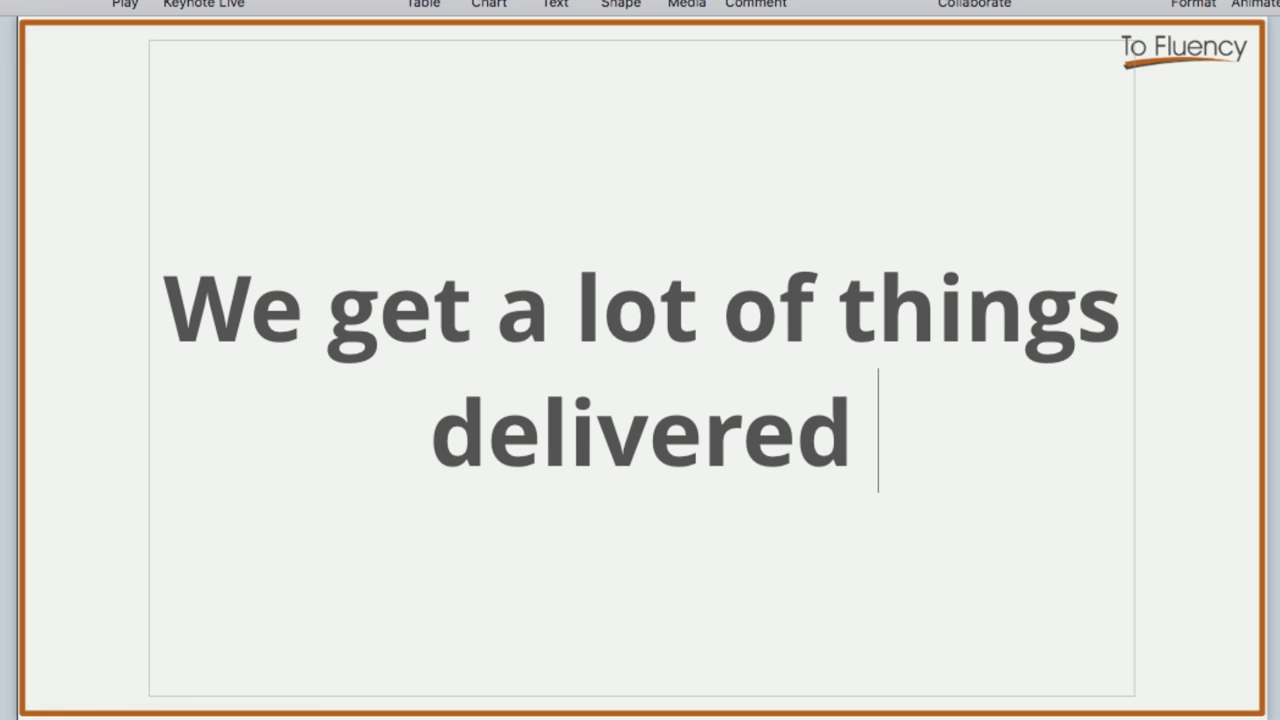 Play Keynote Live Table Chart Text Shape Media Comment Collaborate Format Animate
To Fluency
We get a lot of things
delivered